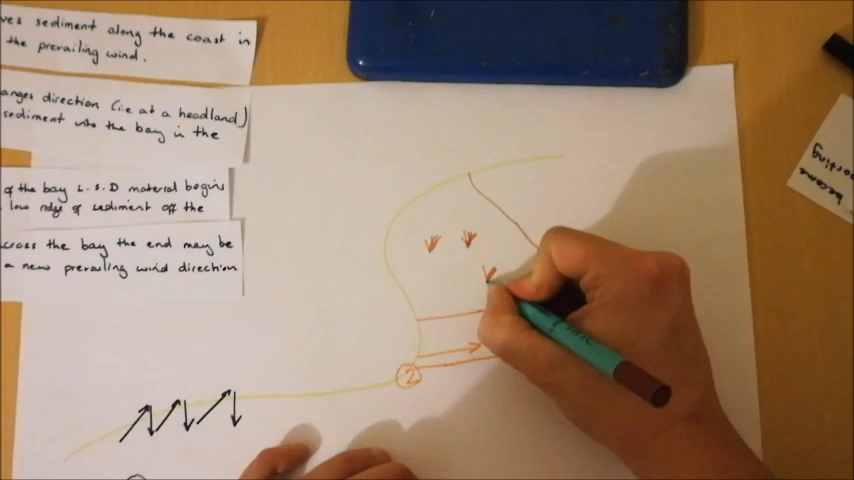 ves sediment along the coast in
the prevailing wind.
anges direction (ie at a headland)
sediment into the bay in the
of the bay L.S.D material begins
low ridge of sediment off the
cross the bay the end may be
a new prevailing wind direction
become
2